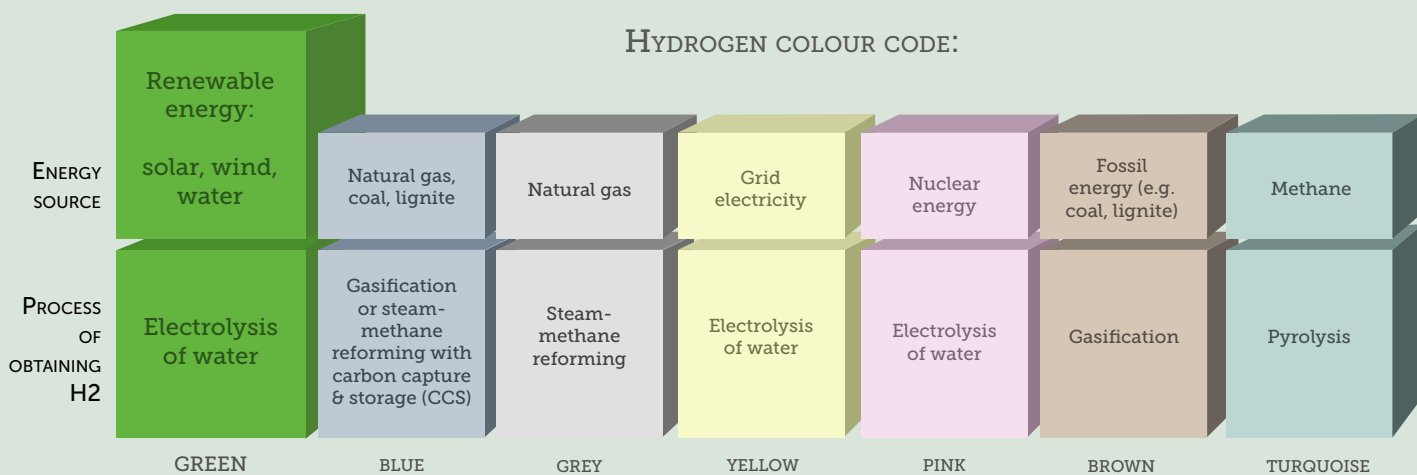 Hydrogen colour code:
Energy
source
Renewable
energy:
solar, wind,
water
Natural gas,
coal, lignite
Natural gas
Grid
electricity
Nuclear
energy
Fossil
energy (e.g.
coal, lignite)
Methane
Process
of
obtaining
H2
Electrolysis
of water
Gasification
or steam-
methane
reforming with
carbon capture
& storage (CCS)
Steam-
methane
reforming
Electrolysis
of water
Electrolysis
of water
Gasification
Pyrolysis
green
blue
grey
yellow
pink
brown
turquoise